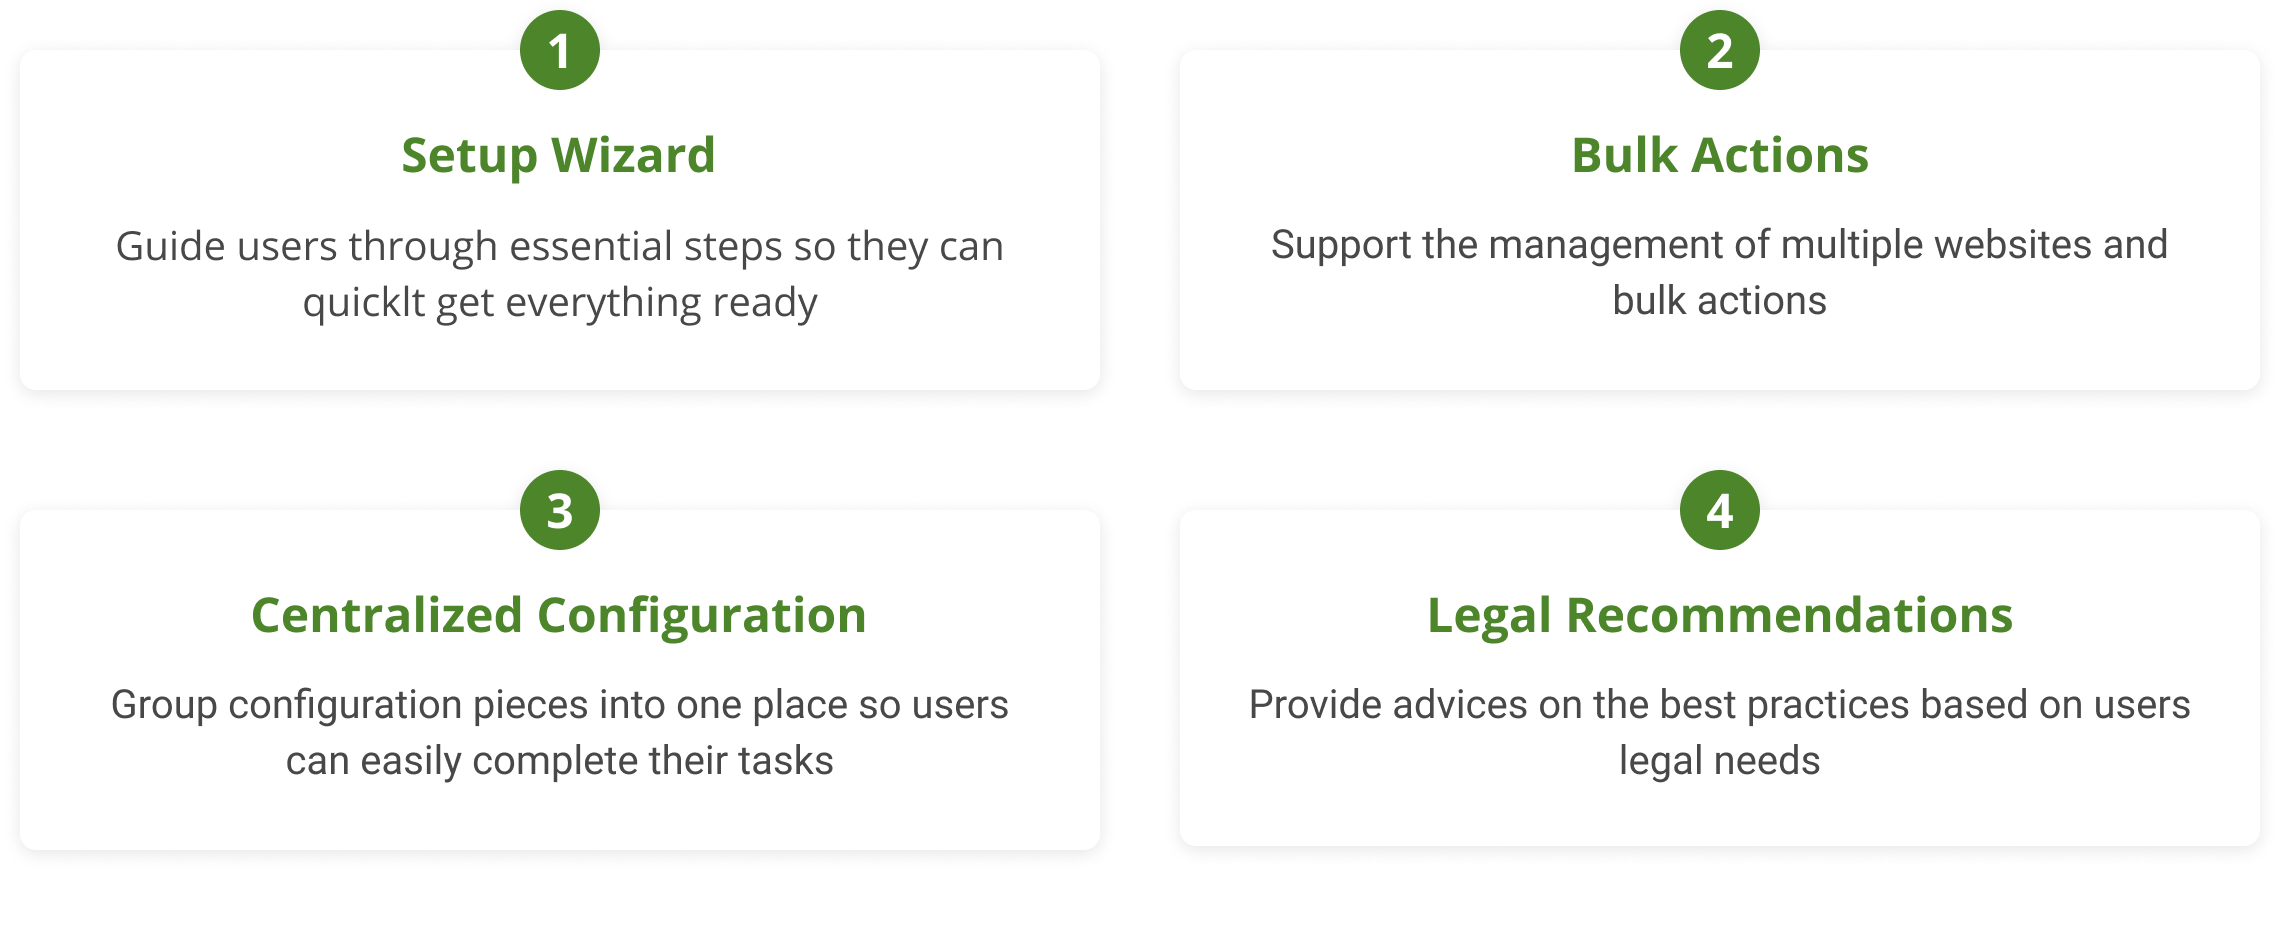 1
Setup Wizard
Guide users through essential steps so they can
quicklt get everything ready
2
Bulk Actions
Support the management of multiple websites and
bulk actions
3
Centralized Configuration
Group configuration pieces into one place so users
can easily complete their tasks
4
Legal Recommendations
Provide advices on the best practices based on users
legal needs